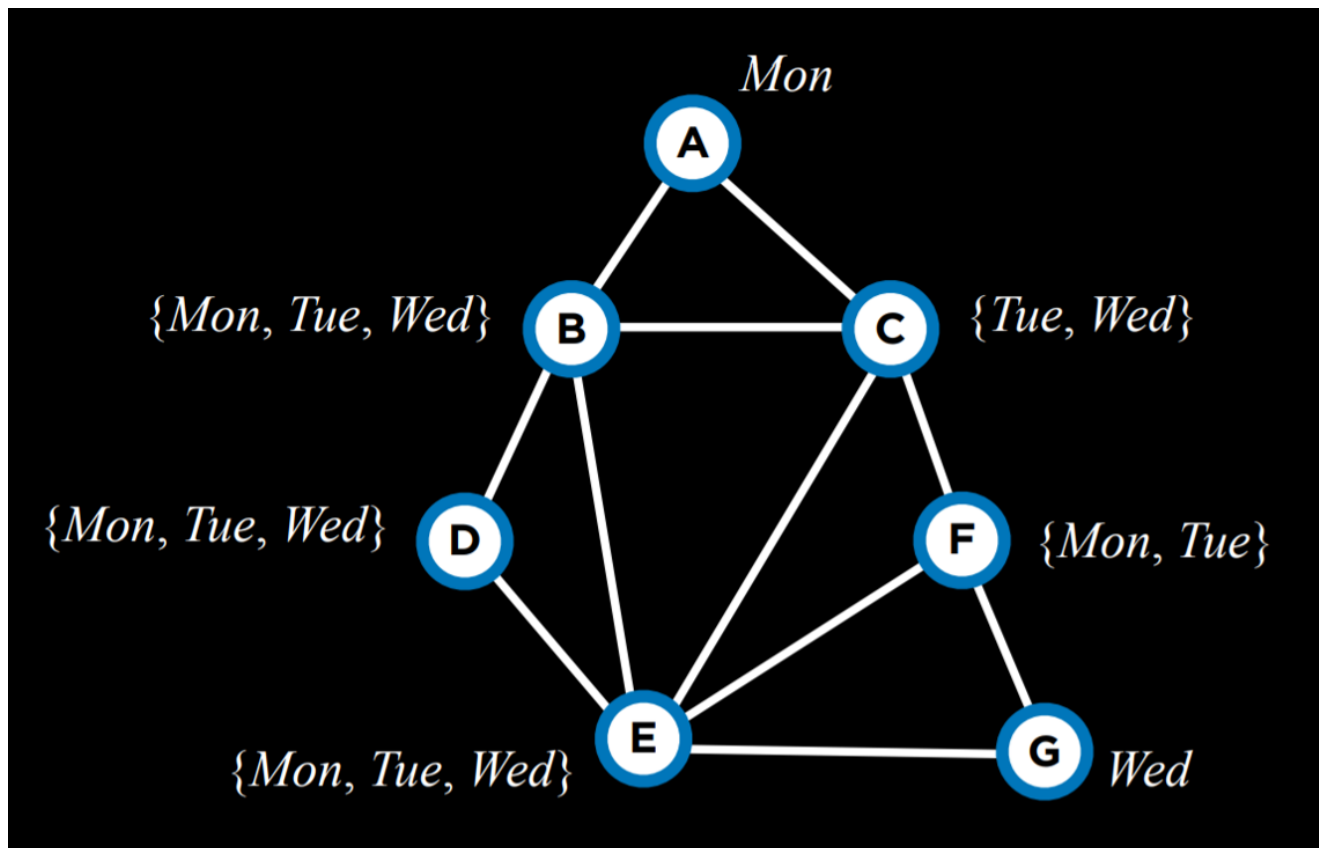 Mon
A
{Mon, Tue, Wed}
B
C
{Tue, Wed}
{Mon, Tue, Wed}
D
F
{Mon, Tue}
{Mon, Tue, Wed}
E
G
Wed